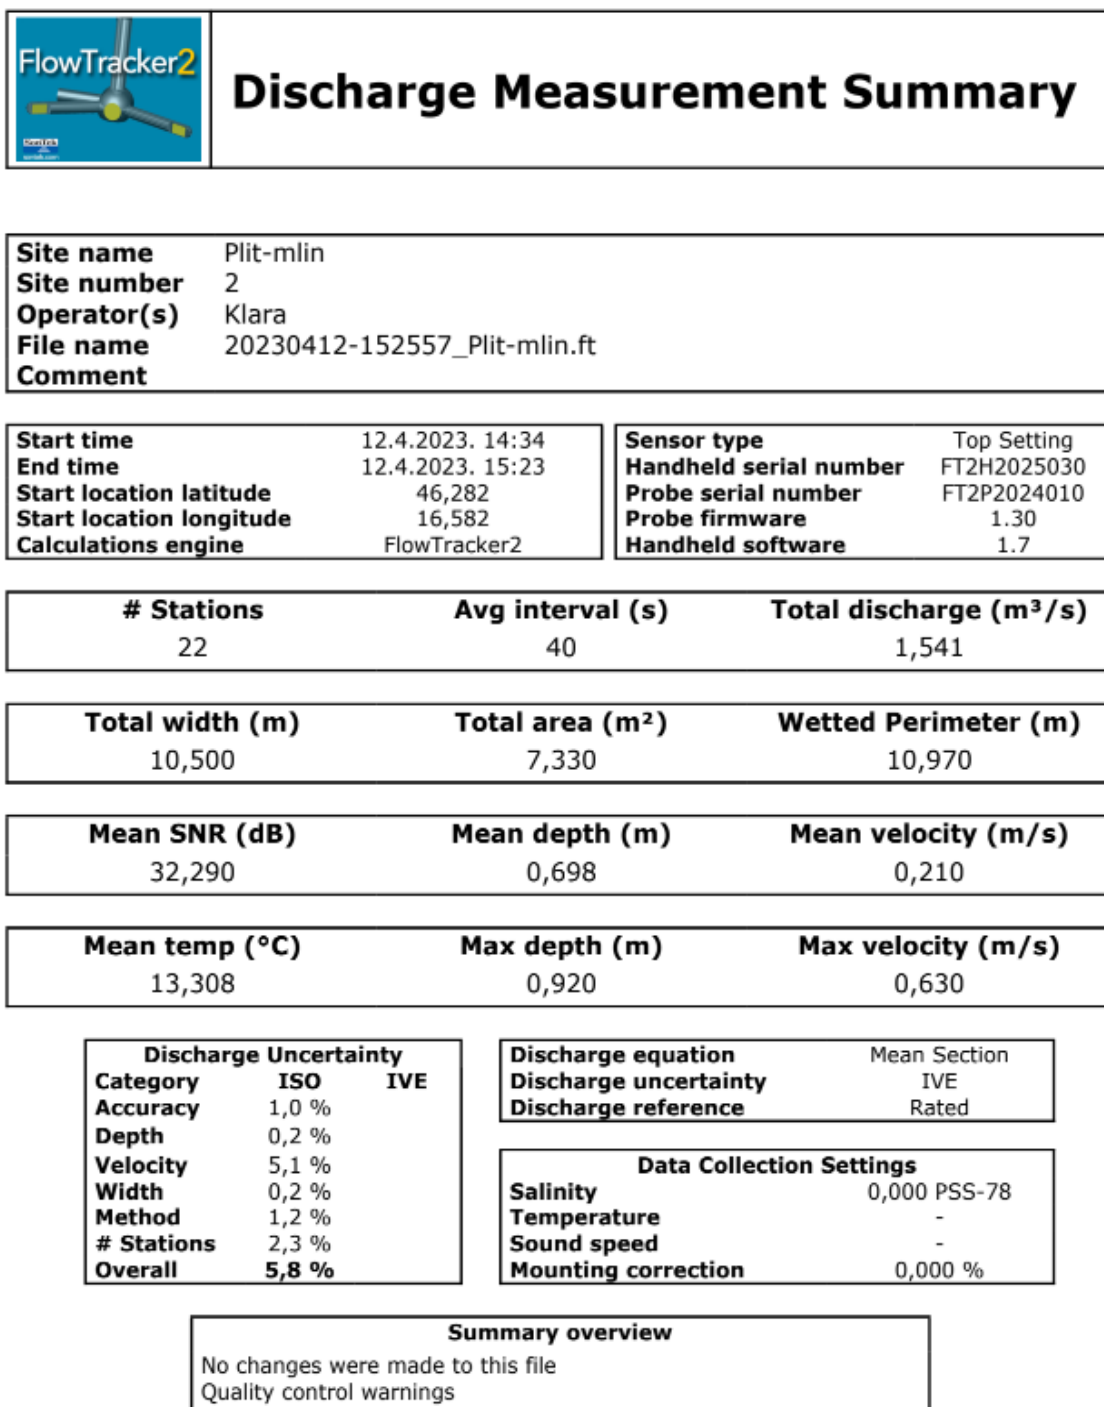 FlowTracker2
SonTek
sontek.com
Discharge Measurement Summary
Site name Plit-mlin
Site number 2
Operator(s) Klara
File name 20230412-152557_Plit-mlin.ft
Comment
Start time 12.4.2023. 14:34
End time 12.4.2023. 15:23
Start location latitude 46,282
Start location longitude 16,582
Calculations engine FlowTracker2
Sensor type Top Setting
Handheld serial number FT2H2025030
Probe serial number FT2P2024010
Probe firmware 1.30
Handheld software 1.7
# Stations Avg interval (s) Total discharge (m³/s)
22 40 1,541
Total width (m) Total area (m²) Wetted Perimeter (m)
10,500 7,330 10,970
Mean SNR (dB) Mean depth (m) Mean velocity (m/s)
32,290 0,698 0,210
Mean temp (°C) Max depth (m) Max velocity (m/s)
13,308 0,920 0,630
Discharge Uncertainty
Category ISO IVE
Accuracy 1,0 %
Depth 0,2 %
Velocity 5,1 %
Width 0,2 %
Method 1,2 %
# Stations 2,3 %
Overall 5,8 %
Discharge equation Mean Section
Discharge uncertainty IVE
Discharge reference Rated
Data Collection Settings
Salinity 0,000 PSS-78
Temperature -
Sound speed -
Mounting correction 0,000 %
Summary overview
No changes were made to this file
Quality control warnings